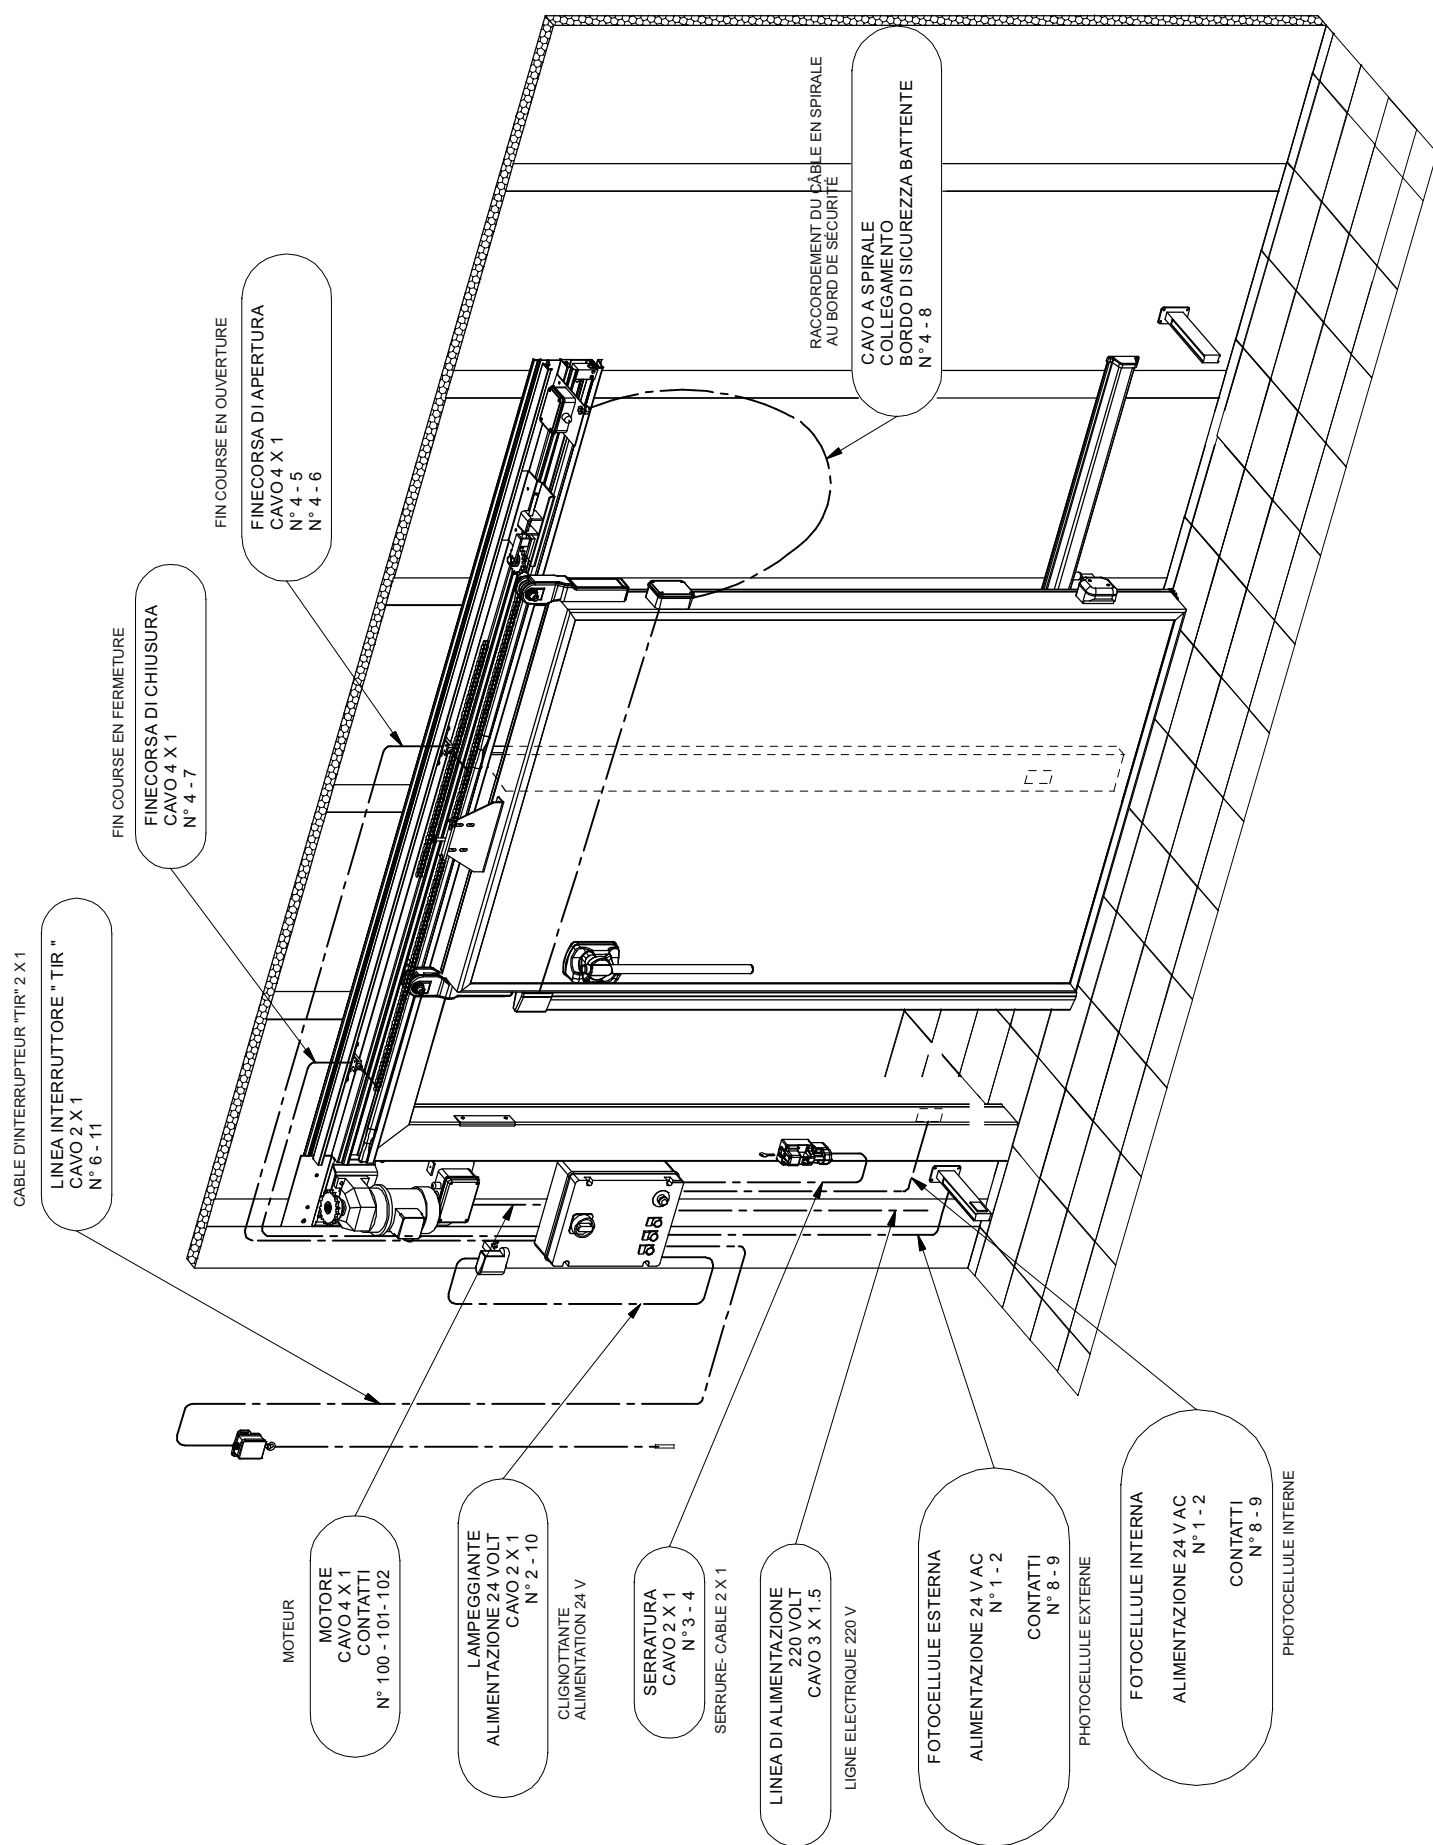 CABLE D'INTERRUPTEUR "TIR" 2 X 1
LINEA INTERRUTTORE " TIR "
CAVO 2 X 1
N° 6 - 11
FIN COURSE EN FERMETURE
FINECORSA DI CHIUSURA
CAVO 4 X 1
N° 4 - 7
FIN COURSE EN OUVERTURE
FINECORSA DI APERTURA
CAVO 4 X 1
N° 4 - 5
N° 4 - 6
RACCORDEMENT DU CÂBLE EN SPIRALE
AU BORD DE SÉCURITÉ
CAVO A SPIRALE
COLLEGAMENTO
BORDO DI SICUREZZA BATTENTE
N° 4 - 8
MOTEUR
MOTORE
CAVO 4 X 1
CONTATTI
N° 100 - 101- 102
LAMPEGGIANTE
ALIMENTAZIONE 24 VOLT
CAVO 2 X 1
N° 2 - 10
CLIGNOTTANTE
ALIMENTATION 24 V
SERRATURA
CAVO 2 X 1
N° 3 - 4
SERRURE- CABLE 2 X 1
LINEA DI ALIMENTAZIONE
220 VOLT
CAVO 3 X 1.5
LIGNE ELECTRIQUE 220 V
FOTOCELLULE ESTERNA
ALIMENTAZIONE 24 V AC
N° 1 - 2
CONTATTI
N° 8 - 9
PHOTOCELLULE EXTERNE
FOTOCELLULE INTERNA
ALIMENTAZIONE 24 V AC
N° 1 - 2
CONTATTI
N° 8 - 9
PHOTOCELLULE INTERNE